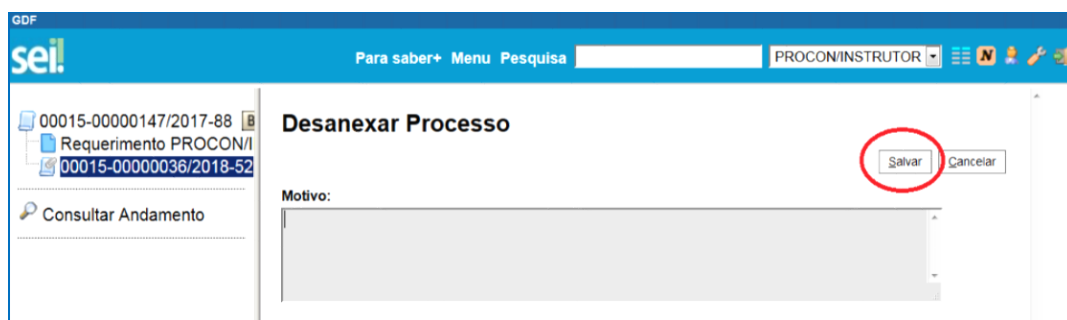 GDF
sei!
Para saber+ Menu Pesquisa
PROCON/INSTRUTOR
N
00015-00000147/2017-88 B
Requerimento PROCON/I
00015-00000036/2018-52
Consultar Andamento
Desanexar Processo
Salvar
Cancelar
Motivo: